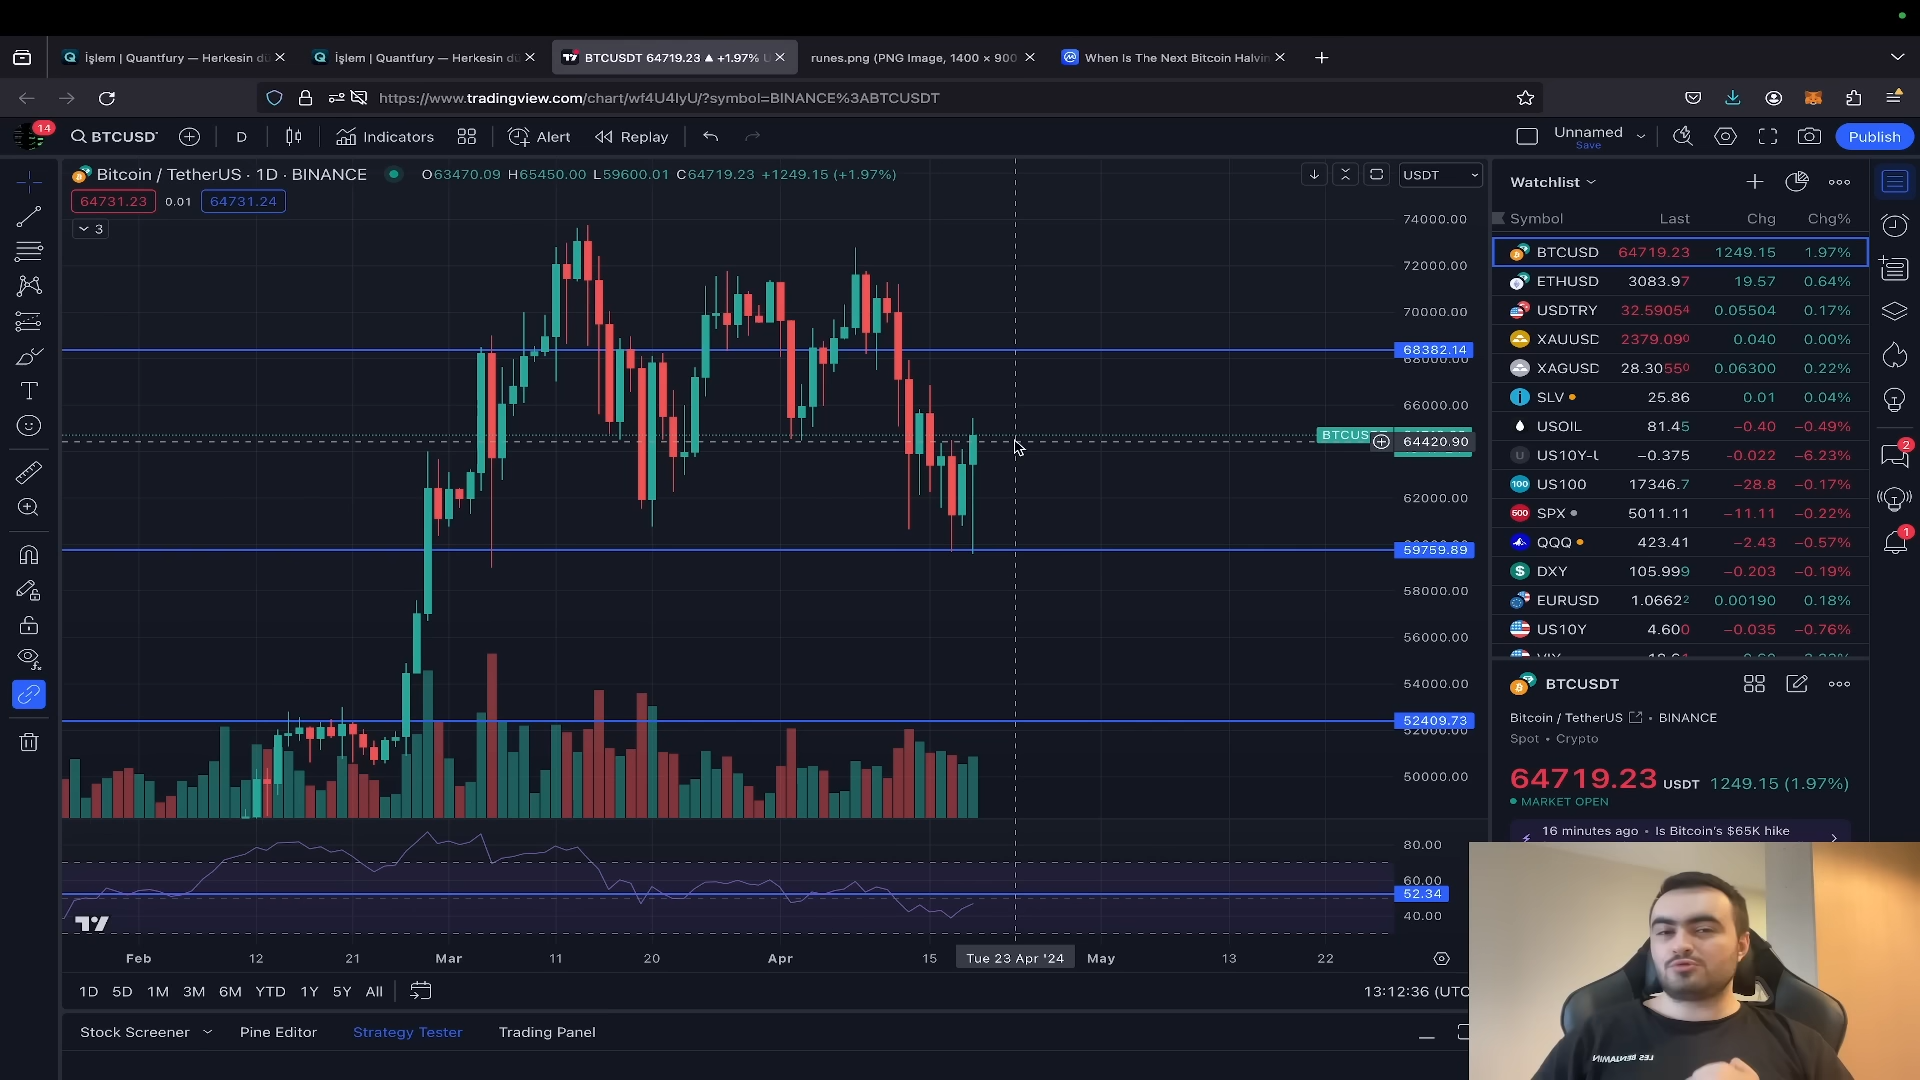 İşlem | Quantfury — Herkesin dü
İşlem | Quantfury — Herkesin dü
BTCUSDT 64719.23 ▲ +1.97% U
runes.png (PNG Image, 1400 × 900
When Is The Next Bitcoin Halvin
https://www.tradingview.com/chart/wf4U4lyU/?symbol=BINANCE%3ABTCUSDT
14
BTCUSD
D
Indicators
Alert
Replay
Unnamed
Save
Publish
Bitcoin / TetherUS · 1D · BINANCE
O63470.09 H65450.00 L59600.01 C64719.23 +1249.15 (+1.97%)
USDT
64731.23 0.01 64731.24
3
74000.00
72000.00
70000.00
68382.14
68000.00
66000.00
64420.90
62000.00
59759.89
58000.00
56000.00
54000.00
52409.73
52000.00
50000.00
80.00
60.00
52.34
40.00
Feb 12 21 Mar 11 20 Apr 15 Tue 23 Apr '24 May 13 22
1D 5D 1M 3M 6M YTD 1Y 5Y All
13:12:36 (UTC
Stock Screener Pine Editor Strategy Tester Trading Panel
Watchlist
Symbol Last Chg Chg%
BTCUSD 64719.23 1249.15 1.97%
ETHUSD 3083.97 19.57 0.64%
USDTRY 32.59054 0.05504 0.17%
XAUUSD 2379.090 0.040 0.00%
XAGUSD 28.30550 0.06300 0.22%
SLV 25.86 0.01 0.04%
USOIL 81.45 −0.40 −0.49%
US10Y-U −0.375 −0.022 −6.23%
100 US100 17346.7 −28.8 −0.17%
500 SPX 5011.11 −11.11 −0.22%
QQQ 423.41 −2.43 −0.57%
DXY 105.999 −0.203 −0.19%
EURUSD 1.06622 0.00190 0.18%
US10Y 4.600 −0.035 −0.76%
2
1
BTCUSDT
Bitcoin / TetherUS • BINANCE
Spot • Crypto
64719.23 USDT 1249.15 (1.97%)
MARKET OPEN
16 minutes ago • Is Bitcoin's $65K hike